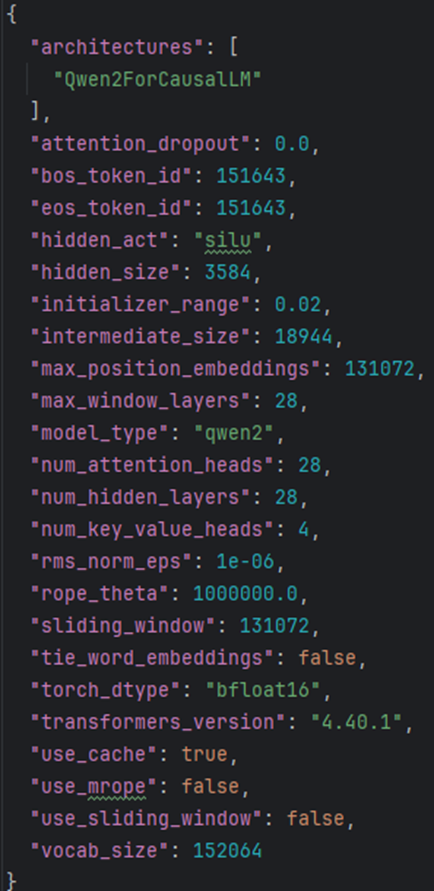 {
"architectures": [
"Qwen2ForCausalLM"
],
"attention_dropout": 0.0,
"bos_token_id": 151643,
"eos_token_id": 151643,
"hidden_act": "silu",
"hidden_size": 3584,
"initializer_range": 0.02,
"intermediate_size": 18944,
"max_position_embeddings": 131072,
"max_window_layers": 28,
"model_type": "qwen2",
"num_attention_heads": 28,
"num_hidden_layers": 28,
"num_key_value_heads": 4,
"rms_norm_eps": 1e-06,
"rope_theta": 1000000.0,
"sliding_window": 131072,
"tie_word_embeddings": false,
"torch_dtype": "bfloat16",
"transformers_version": "4.40.1",
"use_cache": true,
"use_mrope": false,
"use_sliding_window": false,
"vocab_size": 152064
}